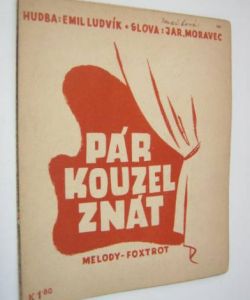 HUDBA: EMIL LUDVÍK • SLOVA: JAR. MORAVEC
PÁR
KOUZEL
ZNÁT
MELODY-FOXTROT
K 1·80